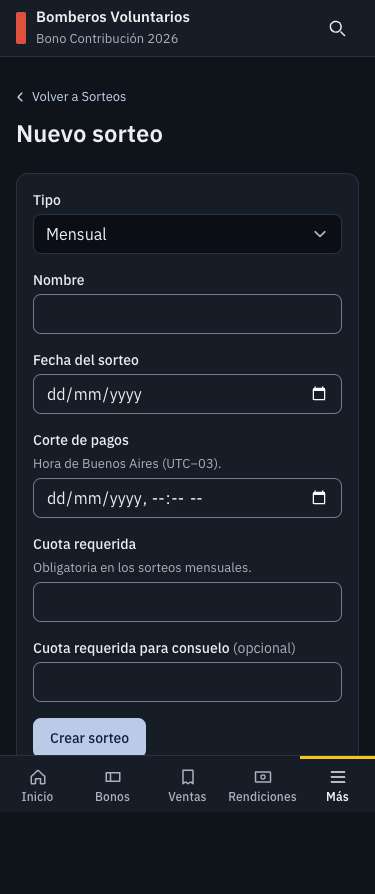 Bomberos Voluntarios
Bono Contribución 2026
Volver a Sorteos
Nuevo sorteo
Tipo
Mensual
Nombre
Fecha del sorteo
dd/mm/yyyy
Corte de pagos
Hora de Buenos Aires (UTC−03).
dd/mm/yyyy, --:-- --
Cuota requerida
Obligatoria en los sorteos mensuales.
Cuota requerida para consuelo (opcional)
Crear sorteo
Inicio
Bonos
Ventas
Rendiciones
Más